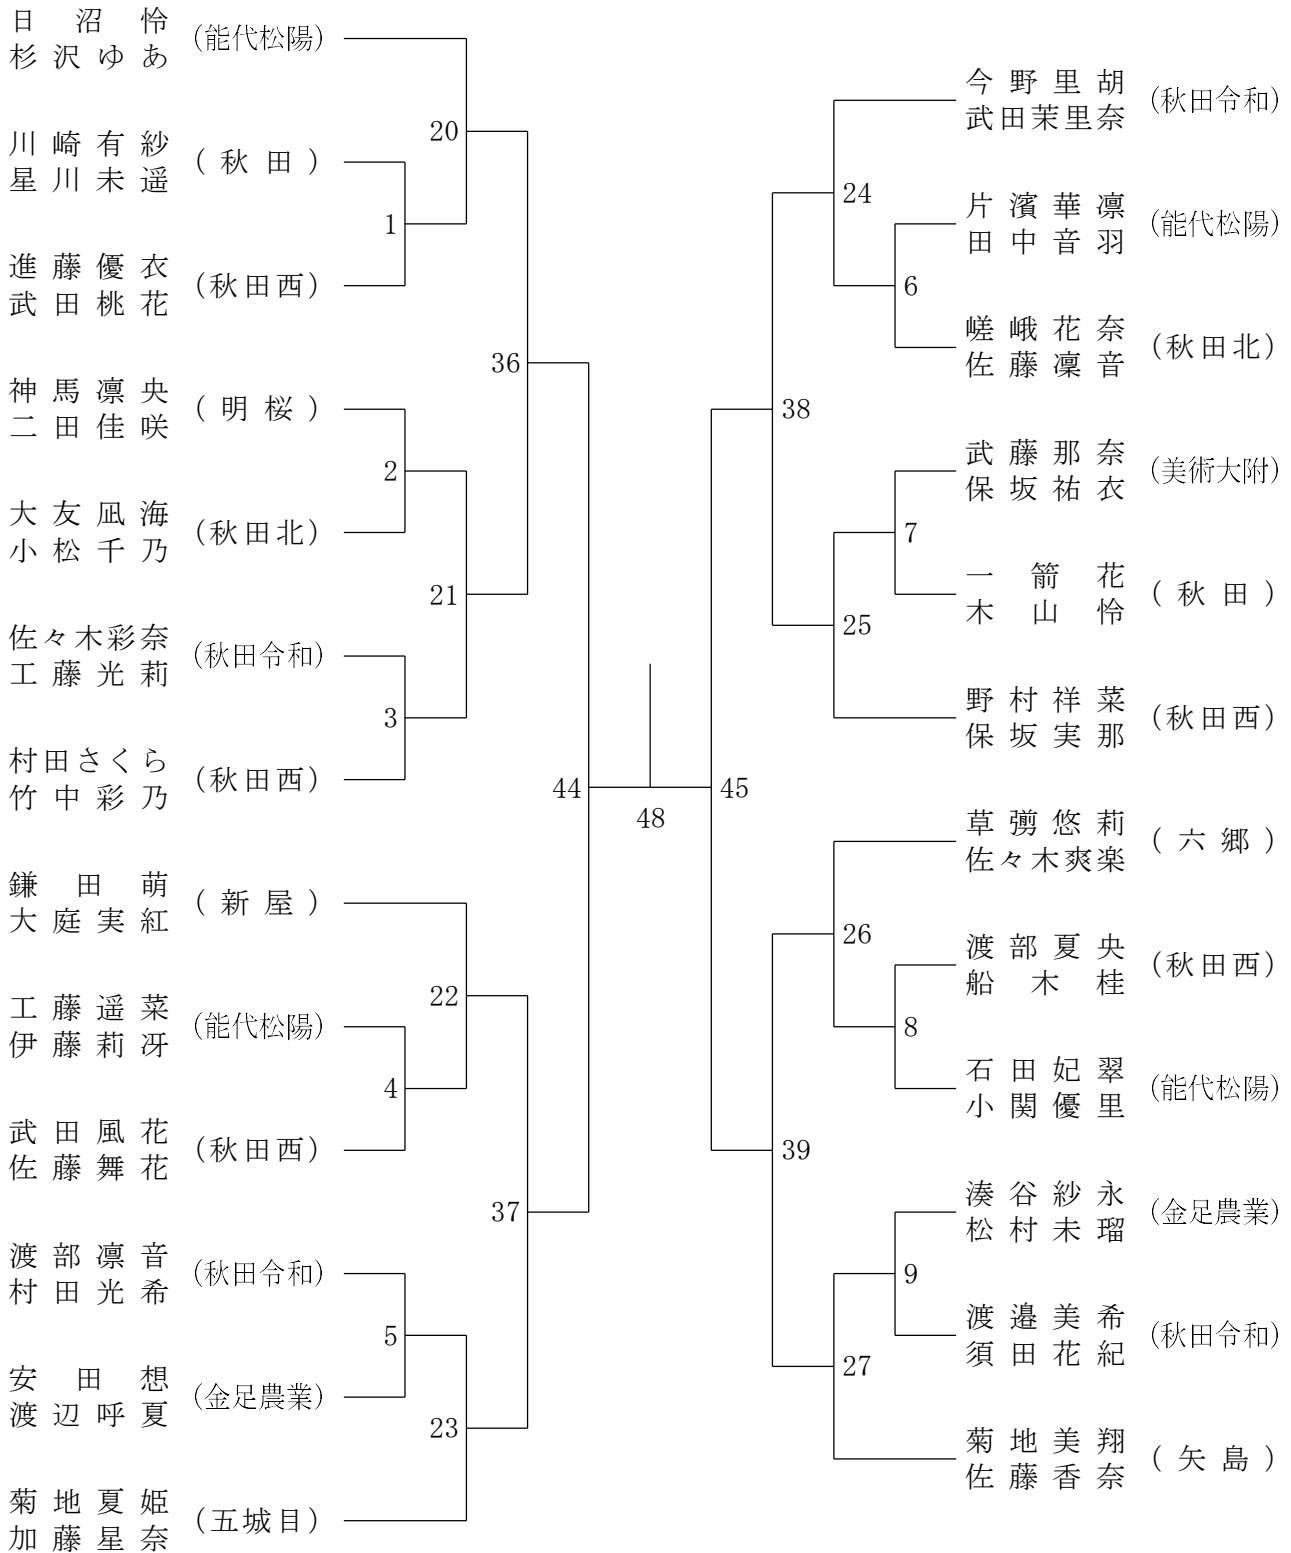 日沼怜 (能代松陽)
杉沢ゆあ
川崎有紗 (秋田)
星川未遥
進藤優衣 (秋田西)
武田桃花
神馬凛央 (明桜)
二田佳咲
大友凪海 (秋田北)
小松千乃
佐々木彩奈 (秋田令和)
工藤光莉
村田さくら (秋田西)
竹中彩乃
鎌田萌 (新屋)
大庭実紅
工藤遥菜 (能代松陽)
伊藤莉冴
武田風花 (秋田西)
佐藤舞花
渡部凛音 (秋田令和)
村田光希
安田想 (金足農業)
渡辺呼夏
菊地夏姫 (五城目)
加藤星奈
1
2
3
4
5
20
21
22
23
36
37
44
48
45
38
39
24
25
26
27
6
7
8
9
今野里胡 (秋田令和)
武田茉里奈
片濱華凛 (能代松陽)
田中音羽
嵯峨花奈 (秋田北)
佐藤凜音
武藤那奈 (美術大附)
保坂祐衣
一箭花 (秋田)
木山怜
野村祥菜 (秋田西)
保坂実那
草彅悠莉 (六郷)
佐々木爽楽
渡部夏央 (秋田西)
船木桂
石田妃翠 (能代松陽)
小関優里
湊谷紗永 (金足農業)
松村未瑠
渡邉美希 (秋田令和)
須田花紀
菊地美翔 (矢島)
佐藤香奈